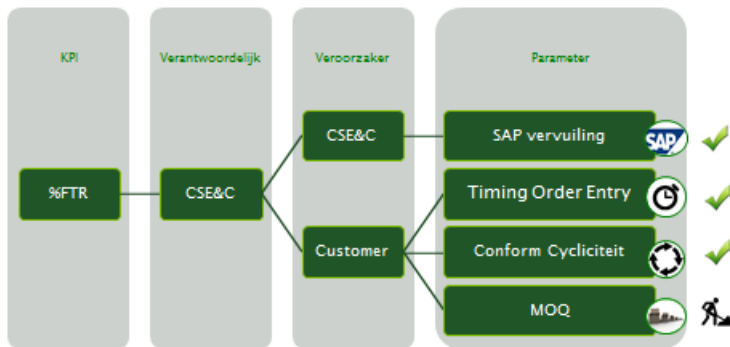 KPI
Verantwoordelijk
Veroorzaker
Parameter
CSE&C
SAP vervuiling
SAP
%FTR
CSE&C
Timing Order Entry
Customer
Conform Cycliciteit
MOQ